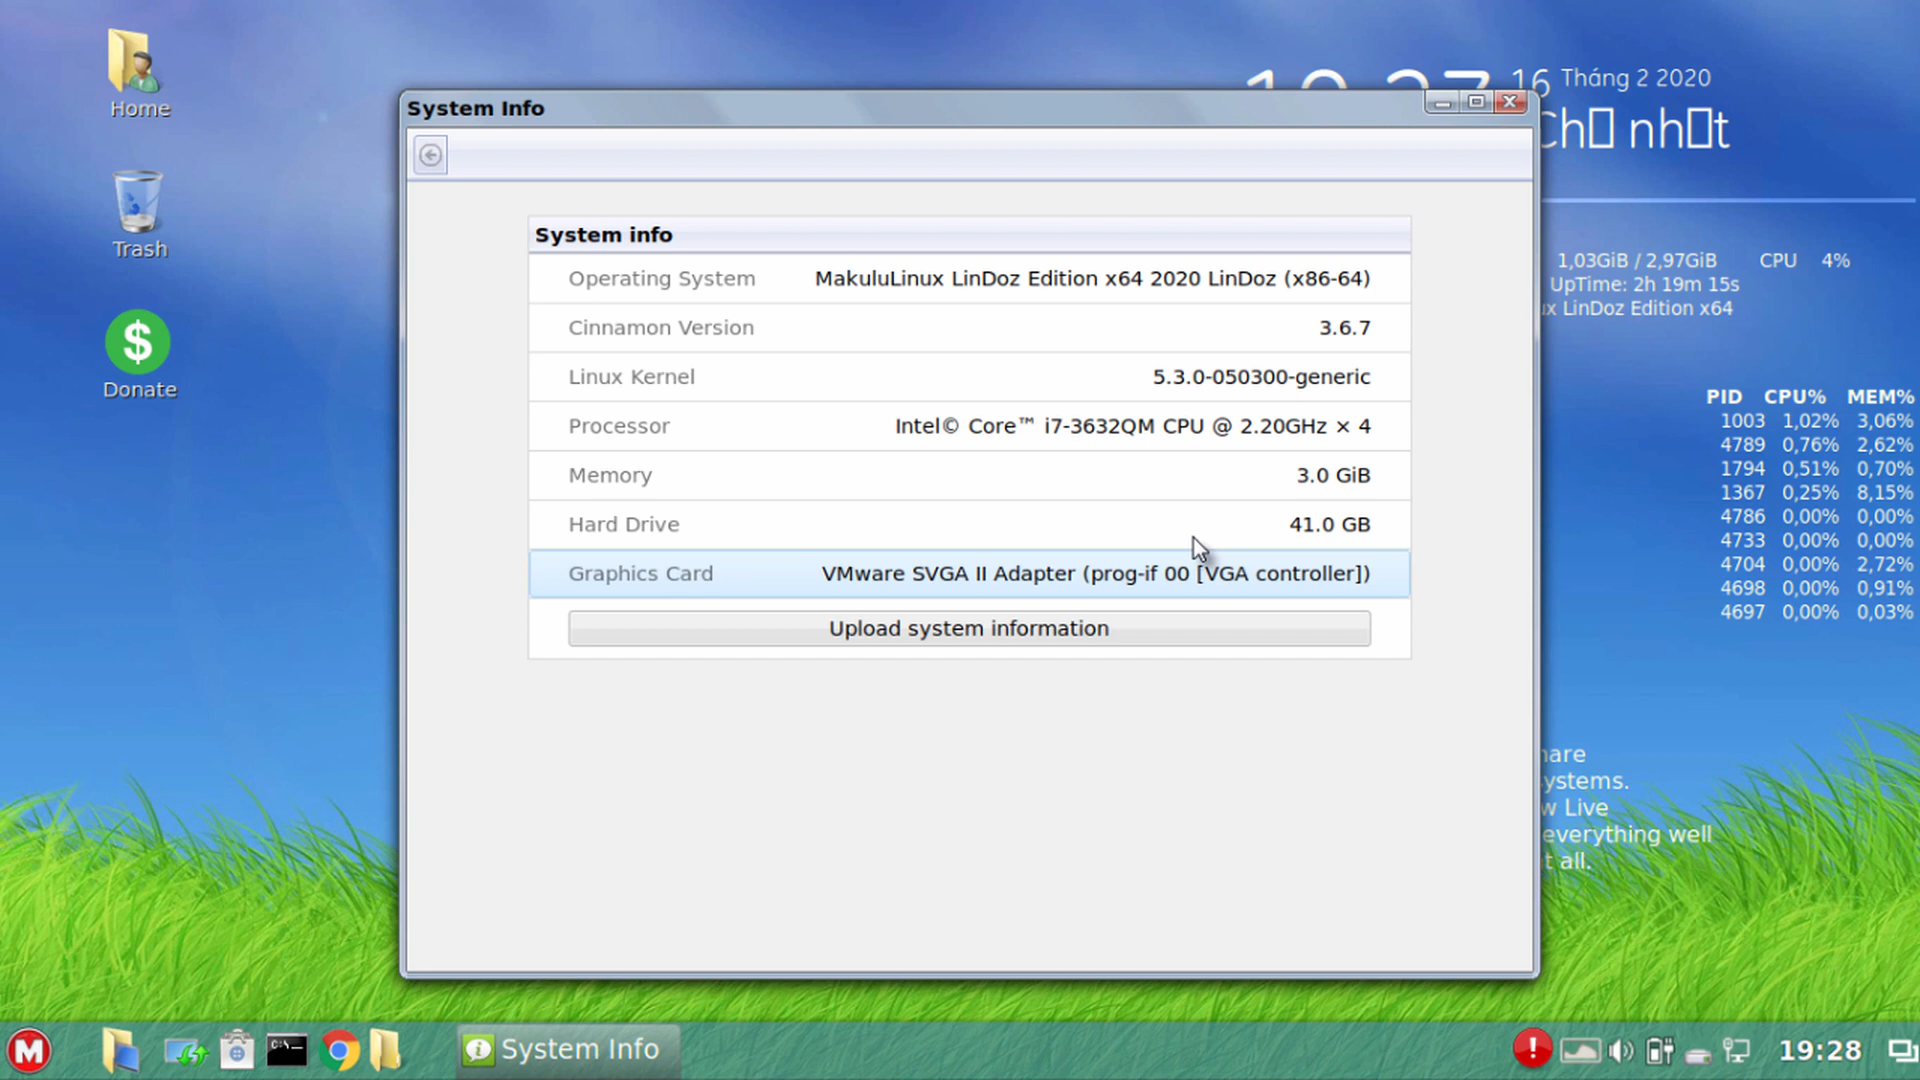 Home
Trash
Donate
16 Tháng 2 2020
nh▯t
System Info
System info
Operating System MakuluLinux LinDoz Edition x64 2020 LinDoz (x86-64)
Cinnamon Version 3.6.7
Linux Kernel 5.3.0-050300-generic
Processor Intel© Core™ i7-3632QM CPU @ 2.20GHz × 4
Memory 3.0 GiB
Hard Drive 41.0 GB
Graphics Card VMware SVGA II Adapter (prog-if 00 [VGA controller])
Upload system information
1,03GiB / 2,97GiB CPU 4%
UpTime: 2h 19m 15s
LinDoz Edition x64
PID CPU% MEM%
1003 1,02% 3,06%
4789 0,76% 2,62%
1794 0,51% 0,70%
1367 0,25% 8,15%
4786 0,00% 0,00%
4733 0,00% 0,00%
4704 0,00% 2,72%
4698 0,00% 0,91%
4697 0,00% 0,03%
Live
everything well
all.
M
C:\
System Info
19:28